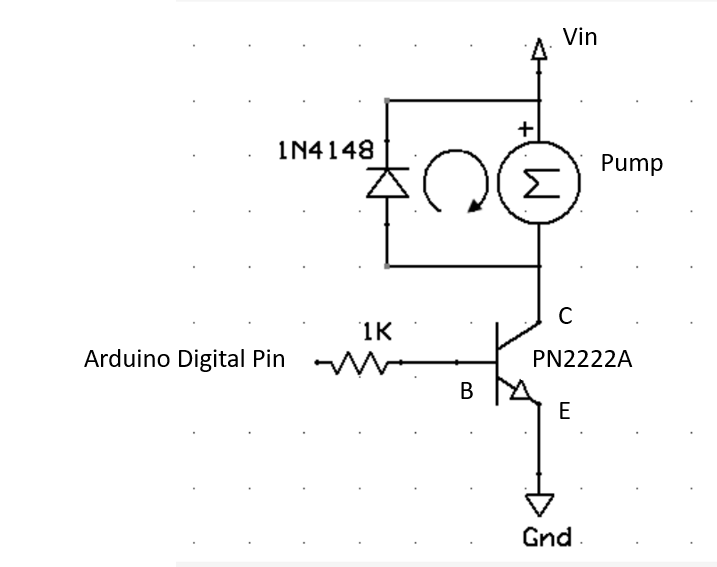 Vin
+
1N4148
Pump
Σ
C
1K
Arduino Digital Pin
PN2222A
B
E
Gnd